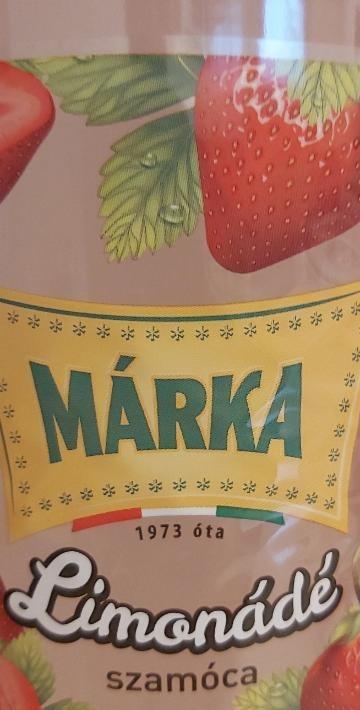 MÁRKA
1973 óta
Limonádé
szamóca